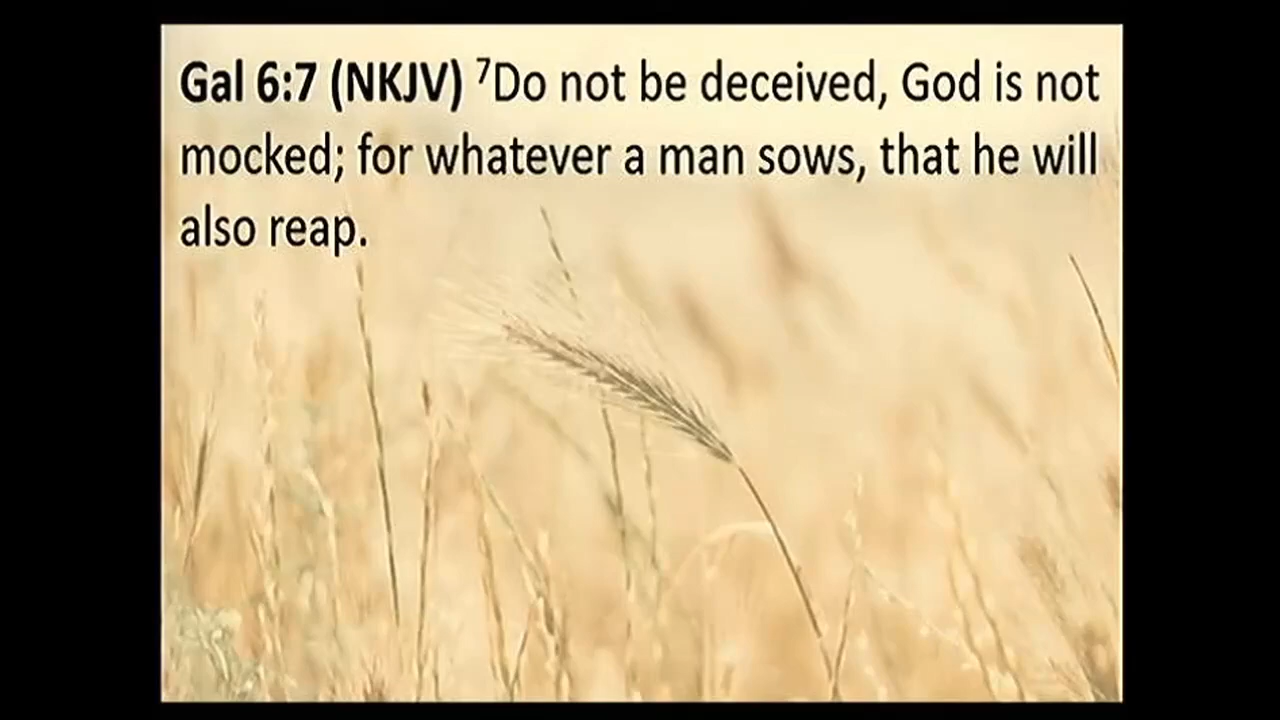 Gal 6:7 (NKJV) ⁷Do not be deceived, God is not
mocked; for whatever a man sows, that he will
also reap.